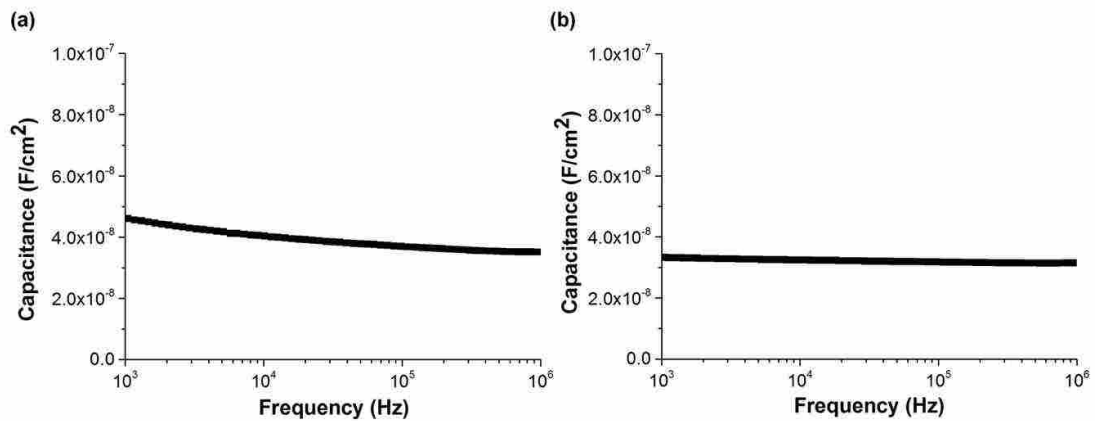 (a)
Capacitance (F/cm²)
1.0x10⁻⁷
8.0x10⁻⁸
6.0x10⁻⁸
4.0x10⁻⁸
2.0x10⁻⁸
0.0
10³ 10⁴ 10⁵ 10⁶
Frequency (Hz)
(b)
Capacitance (F/cm²)
1.0x10⁻⁷
8.0x10⁻⁸
6.0x10⁻⁸
4.0x10⁻⁸
2.0x10⁻⁸
0.0
10³ 10⁴ 10⁵ 10⁶
Frequency (Hz)